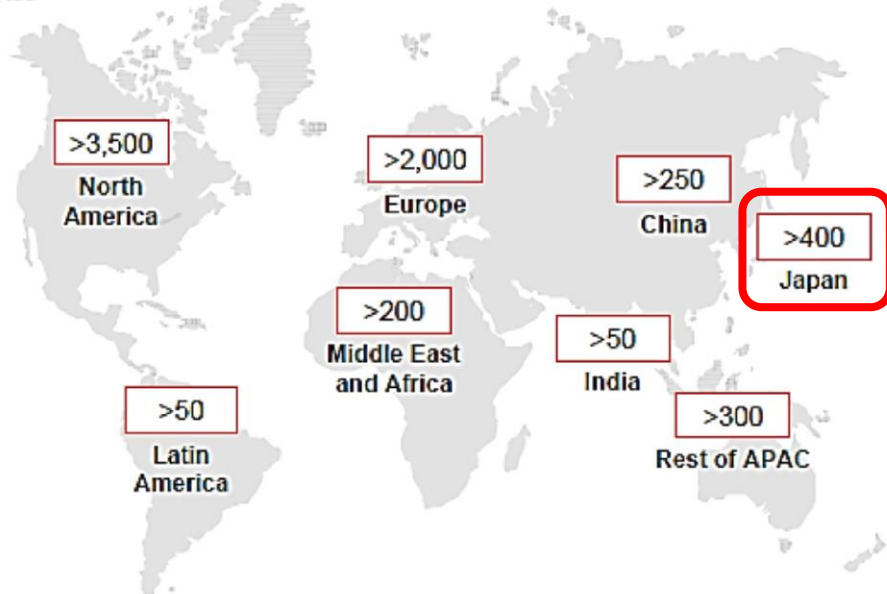 >3,500
North
America
>2,000
Europe
>250
China
>400
Japan
>200
Middle East
and Africa
>50
India
>50
Latin
America
>300
Rest of APAC